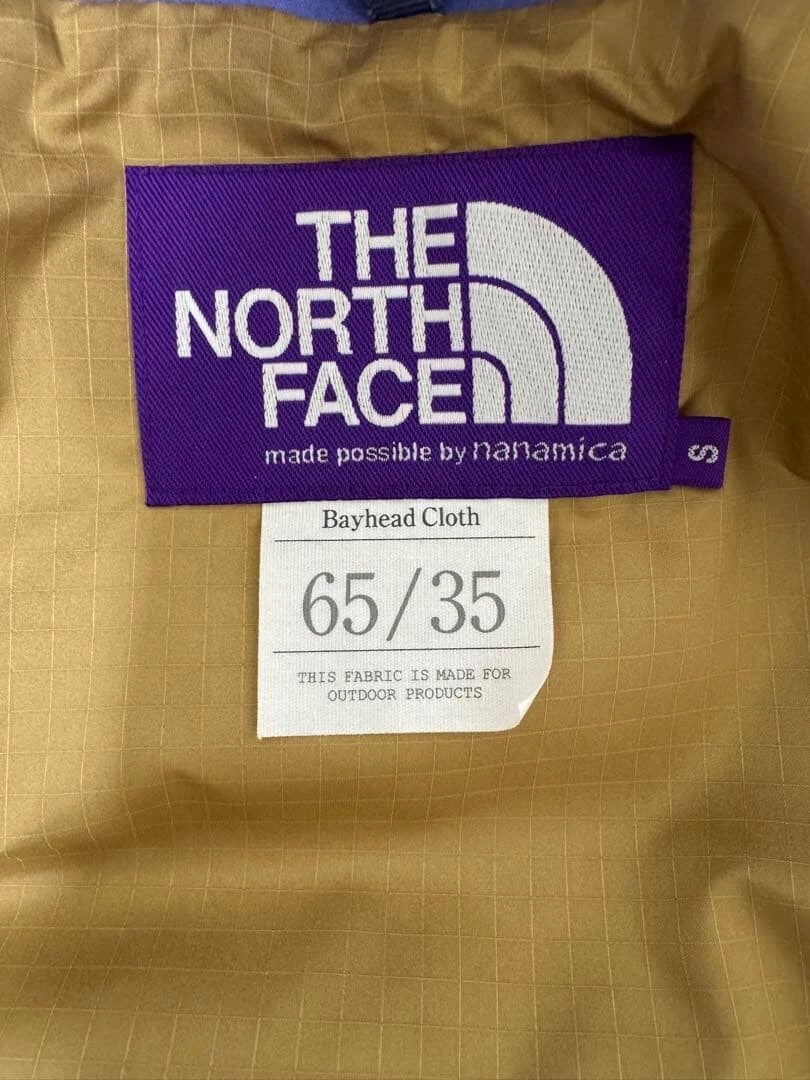 THE
NORTH
FACE
made possible by nanamica
S
Bayhead Cloth
65/35
THIS FABRIC IS MADE FOR
OUTDOOR PRODUCTS